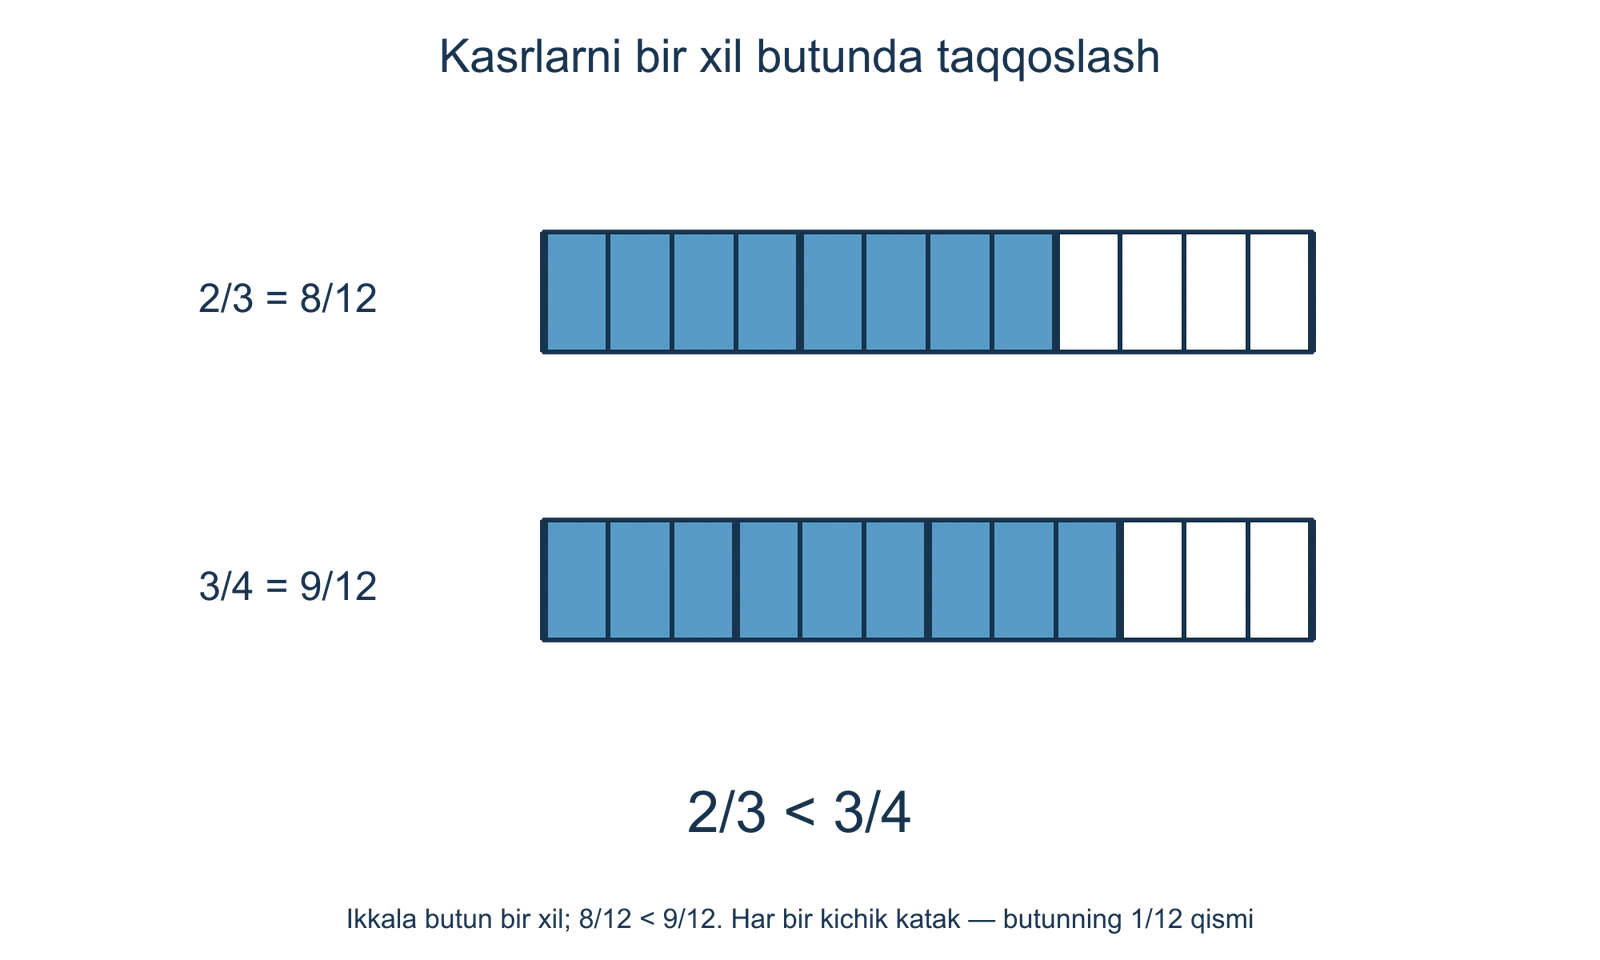 Kasrlarni bir xil butunda taqqoslash
2/3 = 8/12
3/4 = 9/12
2/3 < 3/4
Ikkala butun bir xil; 8/12 < 9/12. Har bir kichik katak — butunning 1/12 qismi